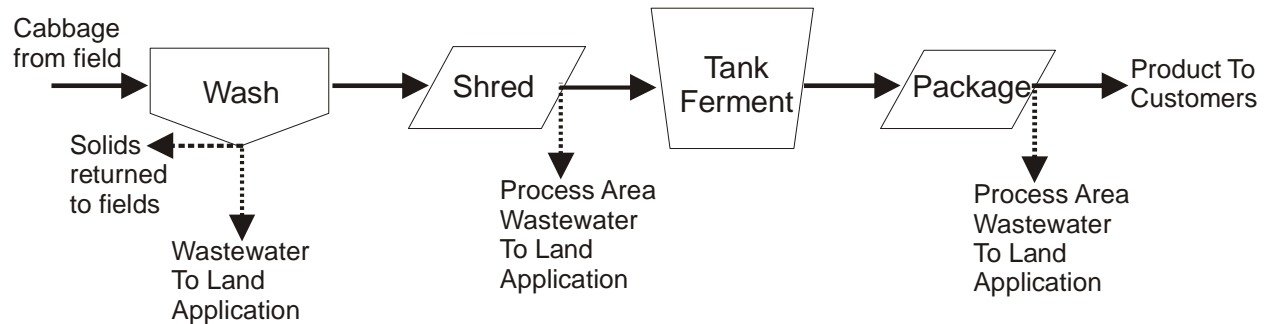 Cabbage
from field
Wash
Solids
returned
to fields
Wastewater
To Land
Application
Shred
Process Area
Wastewater
To Land
Application
Tank
Ferment
Package
Process Area
Wastewater
To Land
Application
Product To
Customers